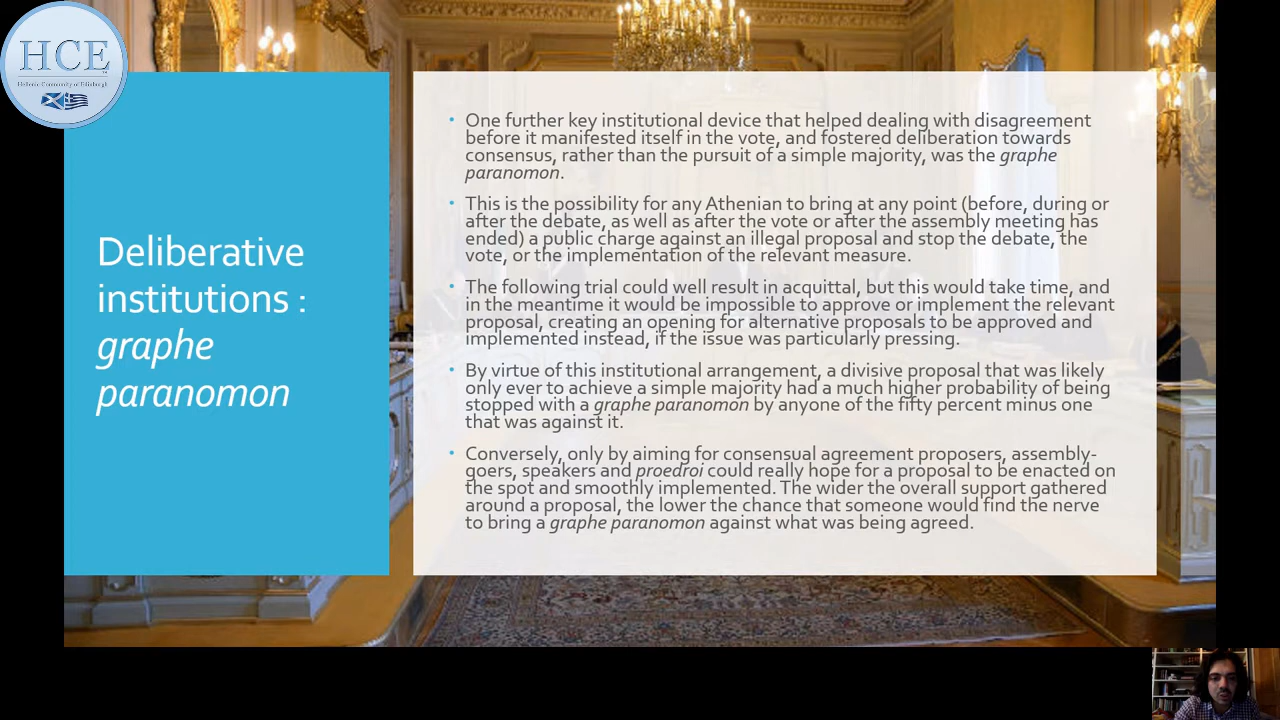 HCE
Hellenic Community of Edinburgh
Deliberative
institutions :
graphe
paranomon
• One further key institutional device that helped dealing with disagreement
before it manifested itself in the vote, and fostered deliberation towards
consensus, rather than the pursuit of a simple majority, was the graphe
paranomon.
• This is the possibility for any Athenian to bring at any point (before, during or
after the debate, as well as after the vote or after the assembly meeting has
ended) a public charge against an illegal proposal and stop the debate, the
vote, or the implementation of the relevant measure.
• The following trial could well result in acquittal, but this would take time, and
in the meantime it would be impossible to approve or implement the relevant
proposal, creating an opening for alternative proposals to be approved and
implemented instead, if the issue was particularly pressing.
• By virtue of this institutional arrangement, a divisive proposal that was likely
only ever to achieve a simple majority had a much higher probability of being
stopped with a graphe paranomon by anyone of the fifty percent minus one
that was against it.
• Conversely, only by aiming for consensual agreement proposers, assembly-
goers, speakers and proedroi could really hope for a proposal to be enacted on
the spot and smoothly implemented. The wider the overall support gathered
around a proposal, the lower the chance that someone would find the nerve
to bring a graphe paranomon against what was being agreed.